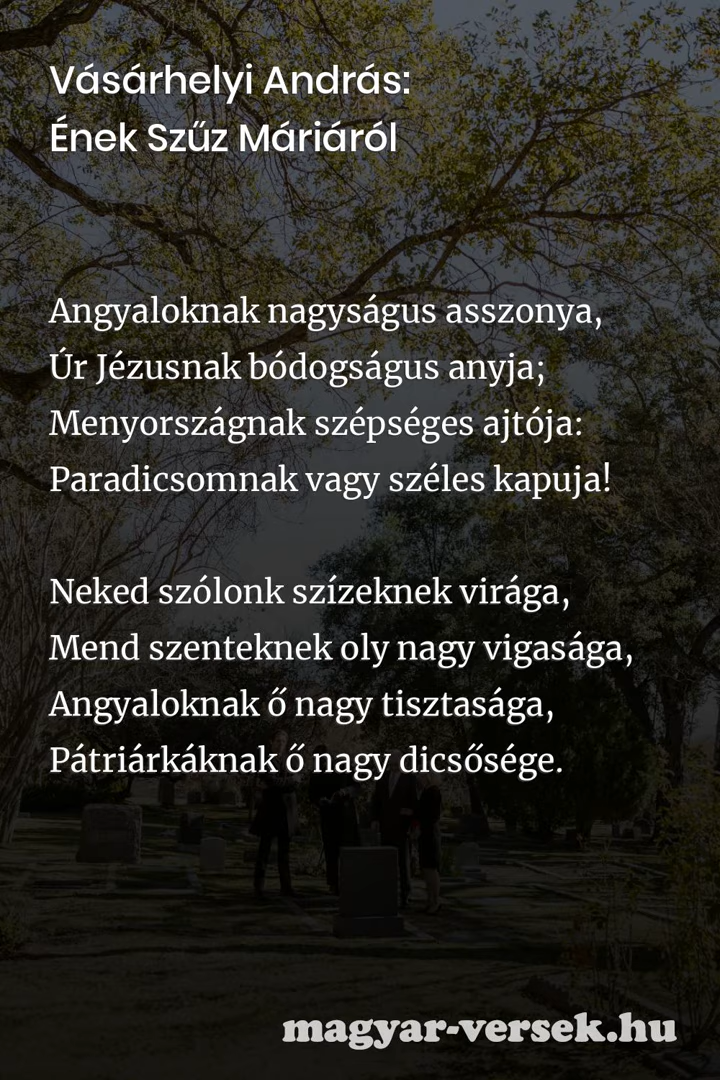 Vásárhelyi András:
Ének Szűz Máriáról
Angyaloknak nagyságus asszonya,
Úr Jézusnak bódogságus anyja;
Menyországnak szépséges ajtója:
Paradicsomnak vagy széles kapuja!
Neked szólonk szízeknek virága,
Mend szenteknek oly nagy vigasága,
Angyaloknak ő nagy tisztasága,
Pátriárkáknak ő nagy dicsősége.
magyar-versek.hu